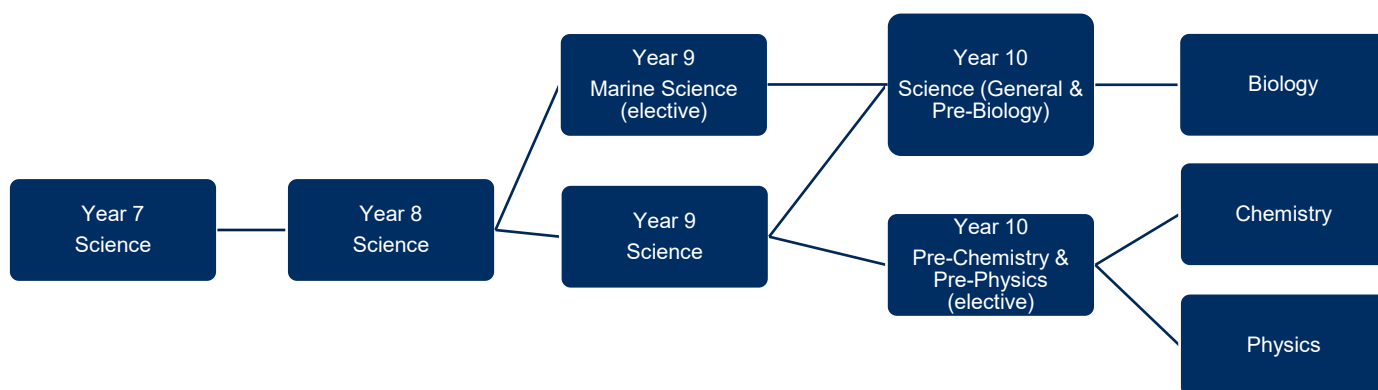 Year 7
Science
Year 8
Science
Year 9
Marine Science
(elective)
Year 9
Science
Year 10
Science (General &
Pre-Biology)
Year 10
Pre-Chemistry &
Pre-Physics
(elective)
Biology
Chemistry
Physics